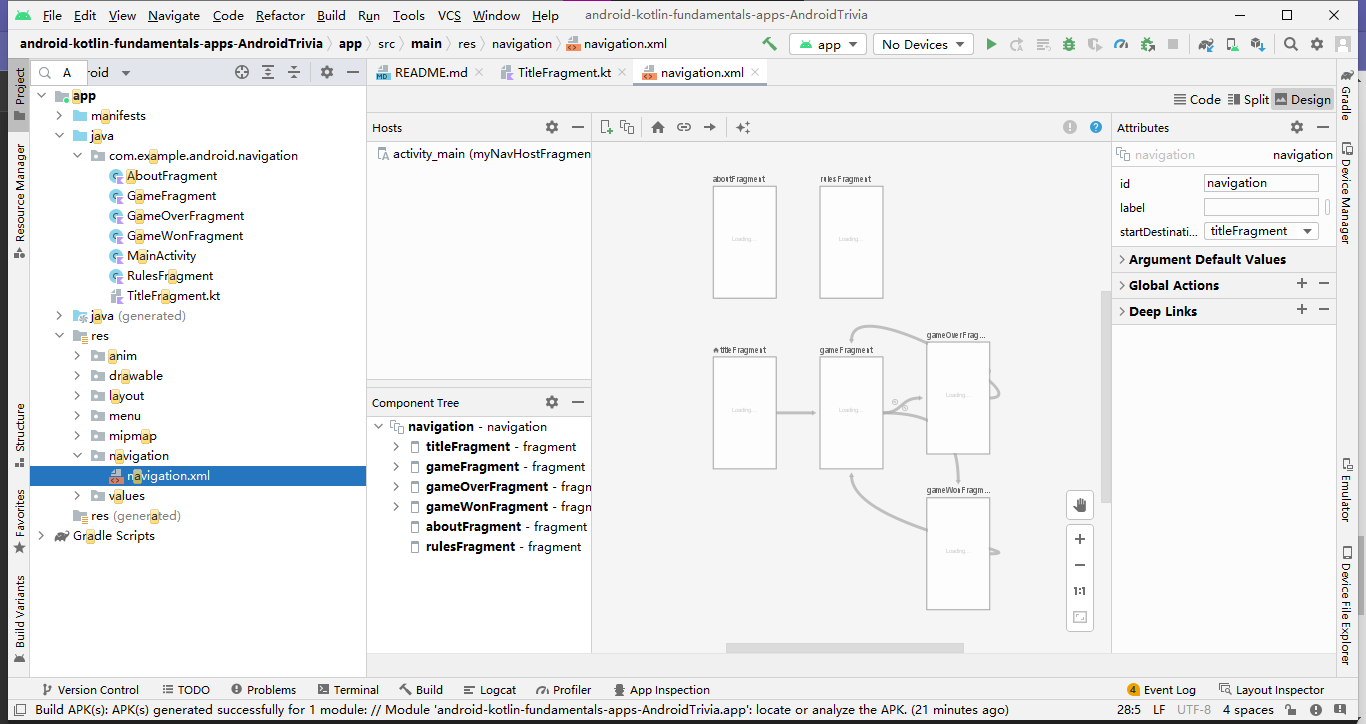 File Edit View Navigate Code Refactor Build Run Tools VCS Window Help android-kotlin-fundamentals-apps-AndroidTrivia
android-kotlin-fundamentals-apps-AndroidTrivia app src main res navigation navigation.xml app No Devices
A roid README.md TitleFragment.kt navigation.xml
Code Split Design
Project
Resource Manager
Structure
Favorites
Build Variants
app
manifests
java
com.example.android.navigation
AboutFragment
GameFragment
GameOverFragment
GameWonFragment
MainActivity
RulesFragment
TitleFragment.kt
java (generated)
res
anim
drawable
layout
menu
mipmap
navigation
navigation.xml
values
res (generated)
Gradle Scripts
Hosts
activity_main (myNavHostFragmen
Component Tree
navigation - navigation
titleFragment - fragment
gameFragment - fragment
gameOverFragment - fragn
gameWonFragment - fragn
aboutFragment - fragment
rulesFragment - fragment
aboutFragment rulesFragment
Loading... Loading...
titleFragment gameFragment gameOverFrag...
Loading... Loading... Loading...
gameWonFragm...
Loading...
1:1
Attributes
navigation navigation
id navigation
label
startDestinati... titleFragment
Argument Default Values
Global Actions
Deep Links
Gradle
Device Manager
Emulator
Device File Explorer
Version Control TODO Problems Terminal Build Logcat Profiler App Inspection 4 Event Log Layout Inspector
Build APK(s): APK(s) generated successfully for 1 module: // Module 'android-kotlin-fundamentals-apps-AndroidTrivia.app': locate or analyze the APK. (21 minutes ago) 28:5 LF UTF-8 4 spaces